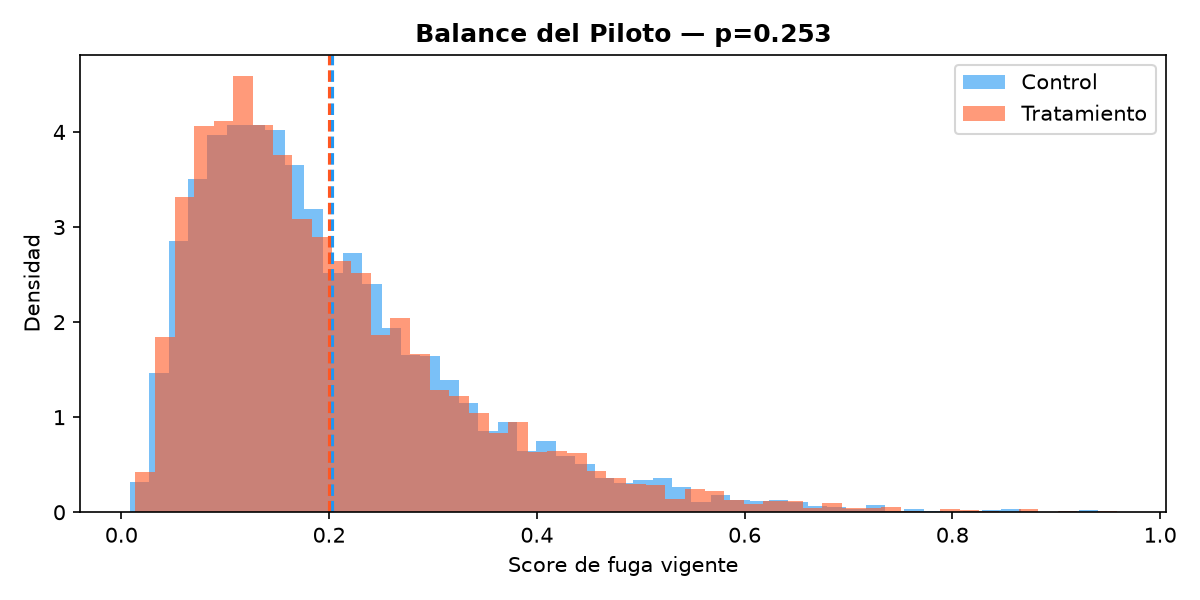 Balance del Piloto — p=0.253
Control
Tratamiento
Densidad
4
3
2
1
0
0.0 0.2 0.4 0.6 0.8 1.0
Score de fuga vigente